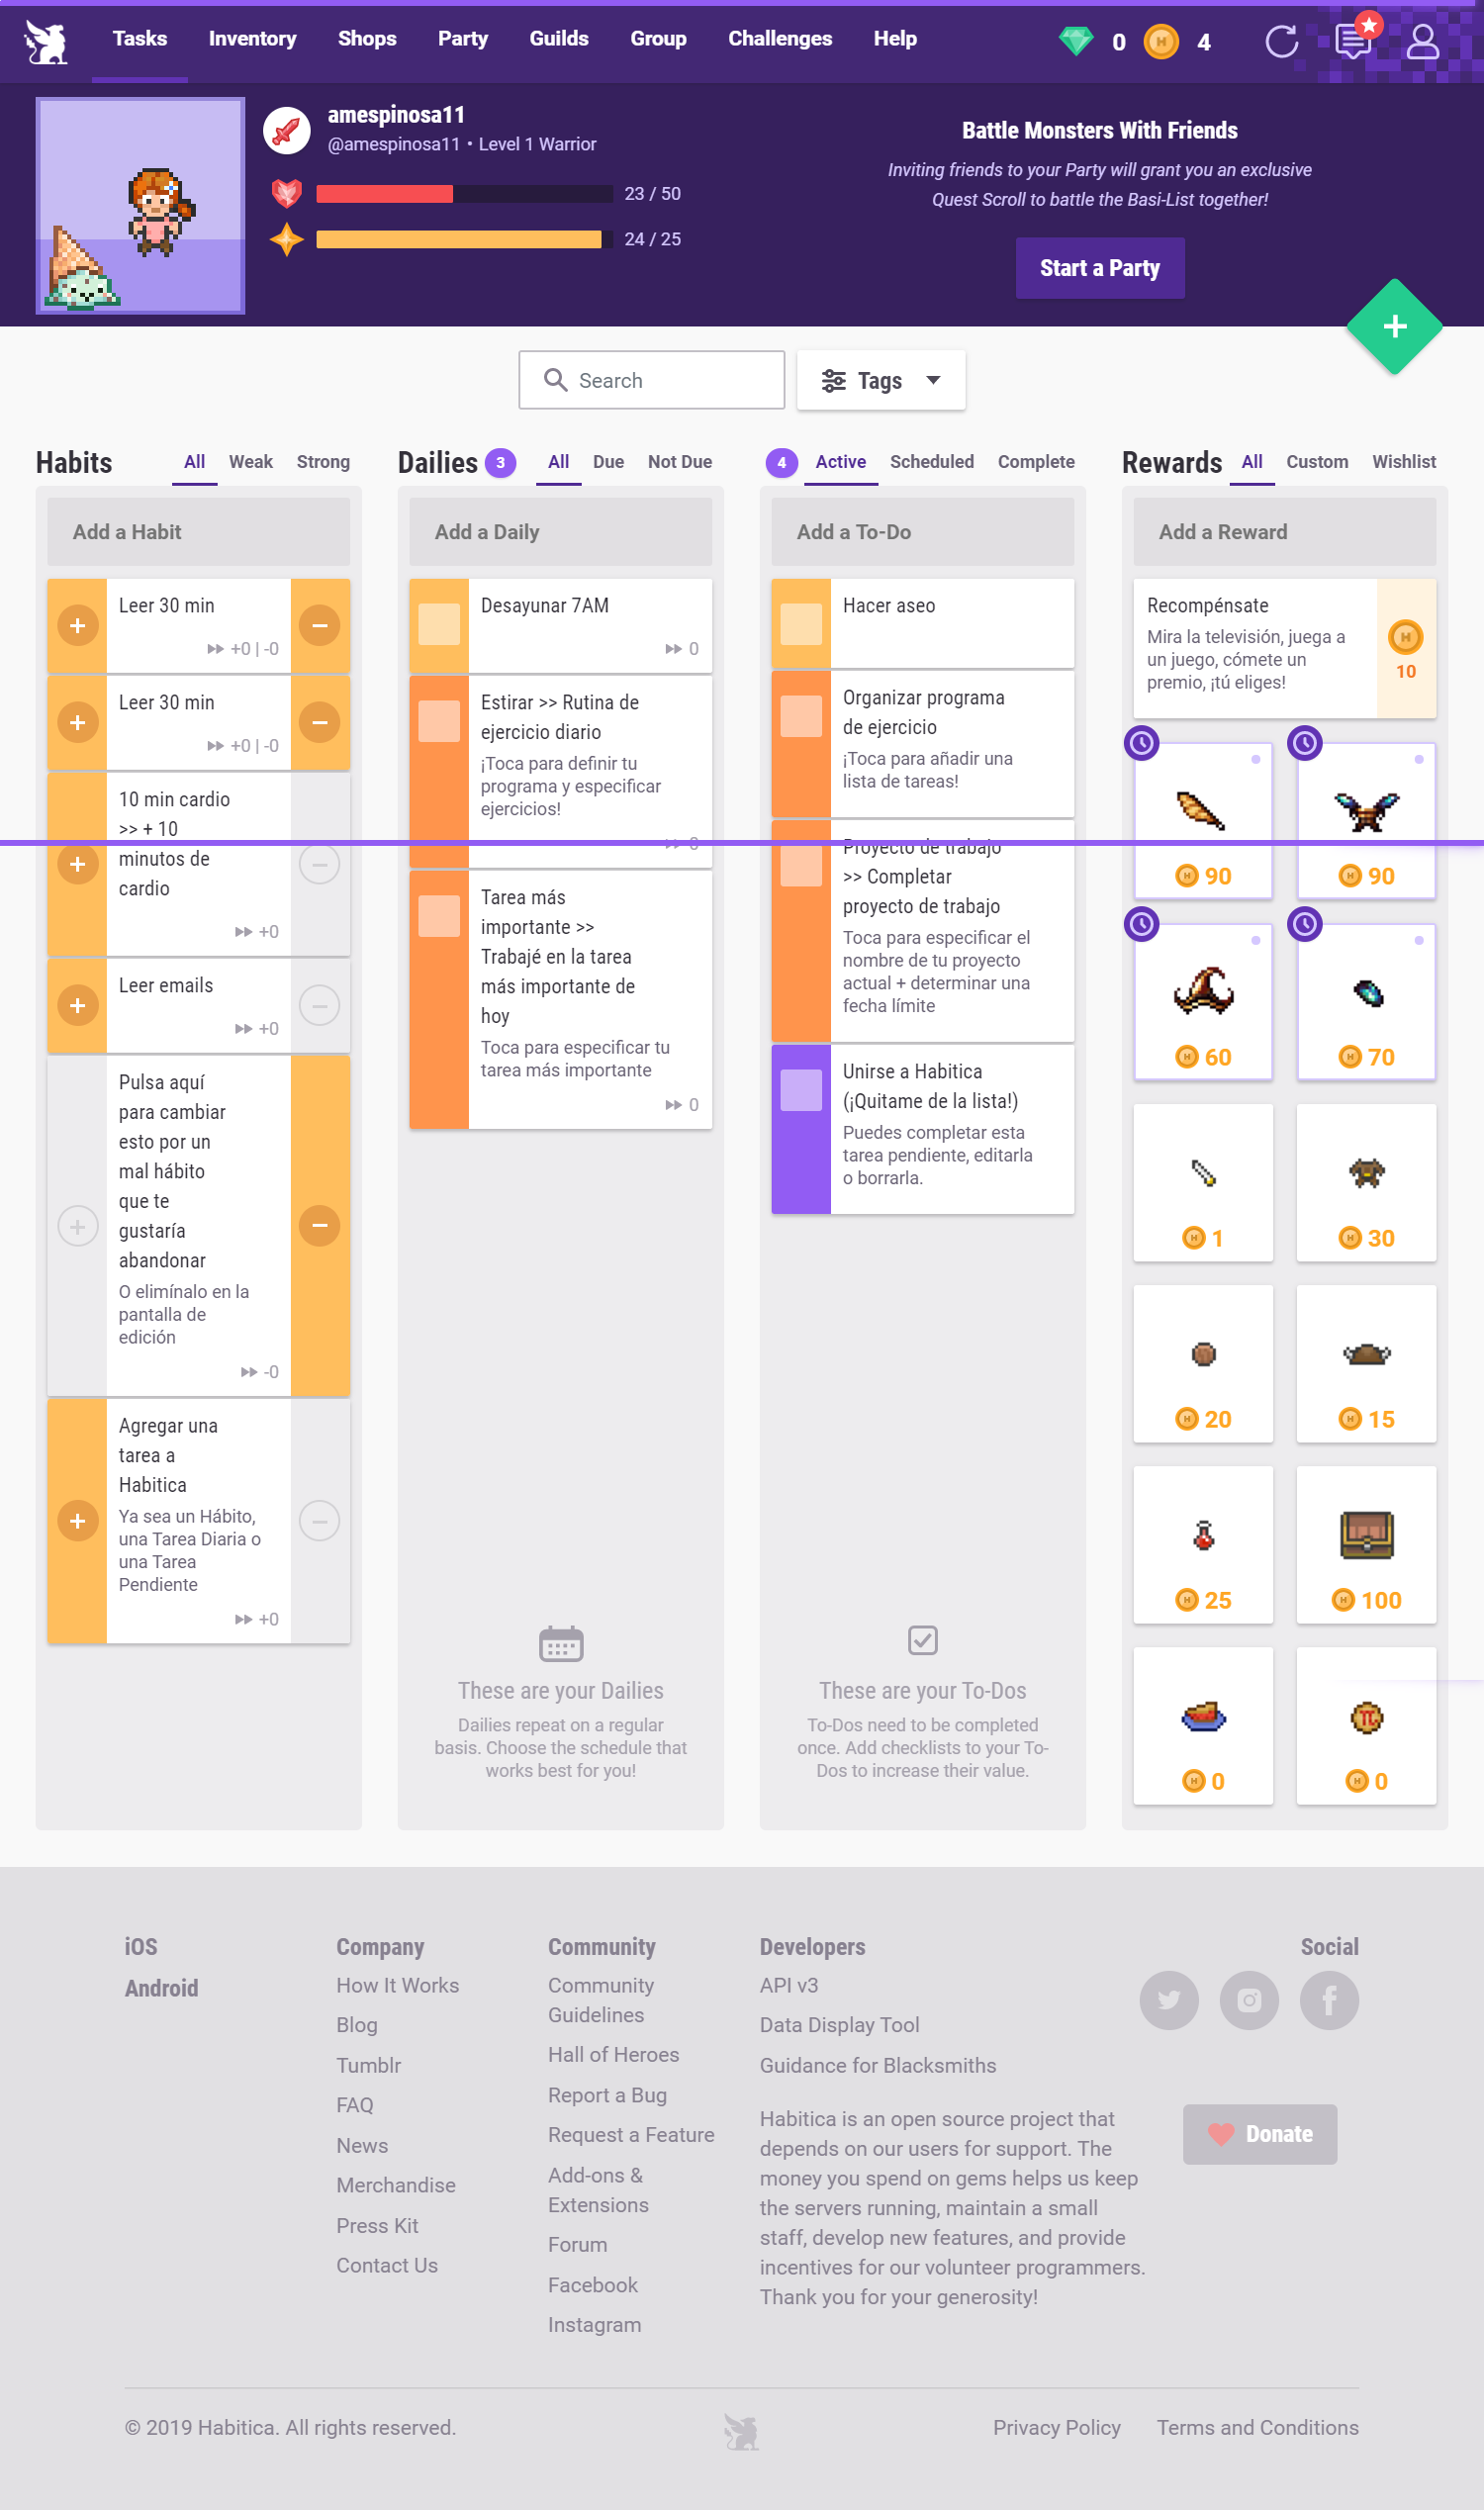 Tasks Inventory Shops Party Guilds Group Challenges Help 0 4
amespinosa11
@amespinosa11 • Level 1 Warrior
23 / 50
24 / 25
Battle Monsters With Friends
Inviting friends to your Party will grant you an exclusive
Quest Scroll to battle the Basi-List together!
Start a Party
Search
Tags
Habits All Weak Strong
Add a Habit
Leer 30 min
+0 | -0
Leer 30 min
+0 | -0
10 min cardio
>> + 10
minutos de
cardio
+0
Leer emails
+0
Pulsa aquí
para cambiar
esto por un
mal hábito
que te
gustaría
abandonar
O elimínalo en la
pantalla de
edición
-0
Agregar una
tarea a
Habitica
Ya sea un Hábito,
una Tarea Diaria o
una Tarea
Pendiente
+0
Dailies 3 All Due Not Due
Add a Daily
Desayunar 7AM
0
Estirar >> Rutina de
ejercicio diario
¡Toca para definir tu
programa y especificar
ejercicios!
0
Tarea más
importante >>
Trabajé en la tarea
más importante de
hoy
Toca para especificar tu
tarea más importante
0
These are your Dailies
Dailies repeat on a regular
basis. Choose the schedule that
works best for you!
4 Active Scheduled Complete
Add a To-Do
Hacer aseo
Organizar programa
de ejercicio
¡Toca para añadir una
lista de tareas!
Proyecto de trabajo
>> Completar
proyecto de trabajo
Toca para especificar el
nombre de tu proyecto
actual + determinar una
fecha límite
Unirse a Habitica
(¡Quitame de la lista!)
Puedes completar esta
tarea pendiente, editarla
o borrarla.
These are your To-Dos
To-Dos need to be completed
once. Add checklists to your To-
Dos to increase their value.
Rewards All Custom Wishlist
Add a Reward
Recompénsate
Mira la televisión, juega a
un juego, cómete un
premio, ¡tú eliges!
10
90 90
60 70
1 30
20 15
25 100
0 0
iOS
Android
Company
How It Works
Blog
Tumblr
FAQ
News
Merchandise
Press Kit
Contact Us
Community
Community
Guidelines
Hall of Heroes
Report a Bug
Request a Feature
Add-ons &
Extensions
Forum
Facebook
Instagram
Developers
API v3
Data Display Tool
Guidance for Blacksmiths
Habitica is an open source project that
depends on our users for support. The
money you spend on gems helps us keep
the servers running, maintain a small
staff, develop new features, and provide
incentives for our volunteer programmers.
Thank you for your generosity!
Social
Donate
© 2019 Habitica. All rights reserved.
Privacy Policy Terms and Conditions